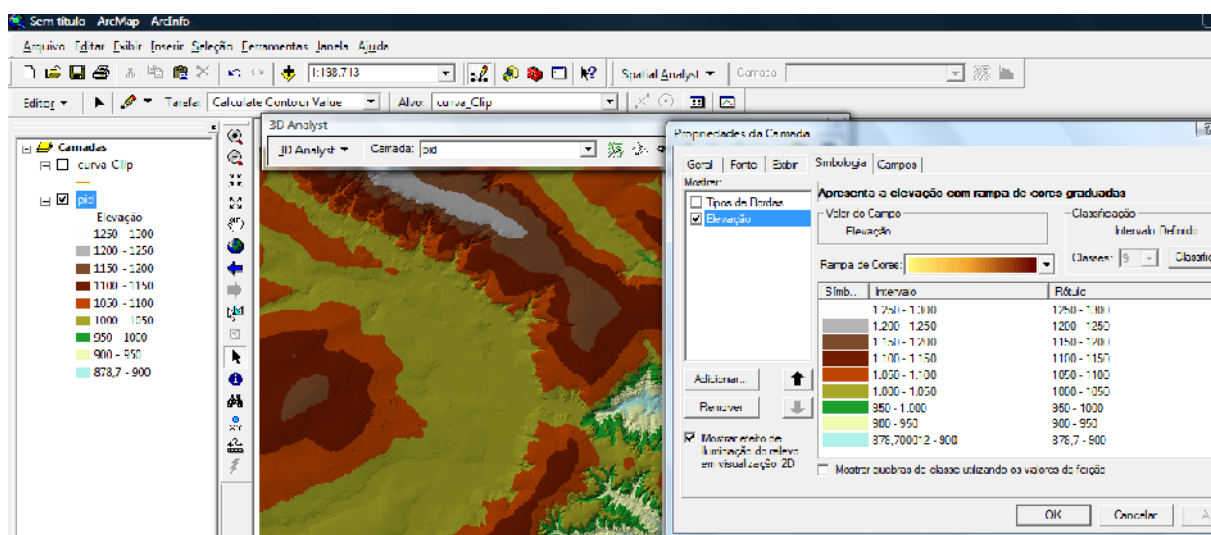 Sem título ArcMap ArcInfo
Arquivo Editar Exibir Inserir Seleção Ferramentas Janela Ajuda
1:198.713
Spatial Analyst
Camada:
Editor
Tarefa: Calculate Contour Value
Alvo: curva_Clip
3D Analyst
3D Analyst
Camada: pid
Camadas
curva Clip
pid
Elevação
1250 - 1300
1200 - 1250
1150 - 1200
1100 - 1150
1050 - 1100
1000 - 1050
950 - 1000
900 - 950
878,7 - 900
Propriedades da Camada
Geral
Fonte
Exibir
Simbologia
Campos
Mostrar:
Tipos de Bordas
Elevação
Adicionar...
Remover
Mostrar efeito de
iluminação do relevo
em visualização 2D
Apresenta a elevação com rampa de cores graduadas
Valor do Campo
Elevação
Classificação
Intervalo Definido
Rampa de Cores:
Classes: 9
Classific
Símb... Intervalo Rótulo
1.250 - 1.300 1250 - 1300
1.200 - 1.250 1200 - 1250
1.150 - 1.200 1150 - 1200
1.100 - 1.150 1100 - 1150
1.050 - 1.100 1050 - 1100
1.000 - 1.050 1000 - 1050
950 - 1.000 950 - 1000
900 - 950 900 - 950
878,700012 - 900 878,7 - 900
Mostrar quebras de classe utilizando os valores de feição
OK
Cancelar
A